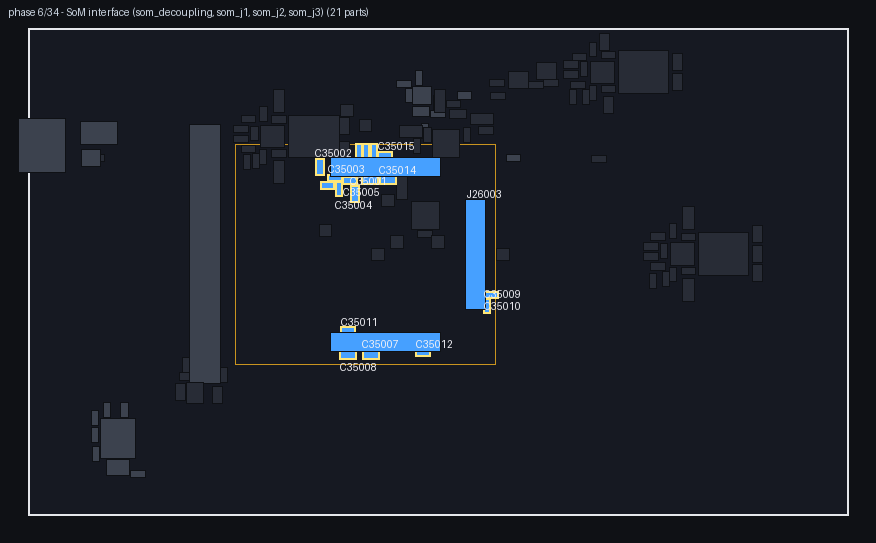 phase 6/34 - SoM interface (som_decoupling, som_j1, som_j2, som_j3) (21 parts)
C35015
C35002
C35003
C35014
C35005
J26003
C35004
C35009
C35010
C35011
C35007
C35012
C35008